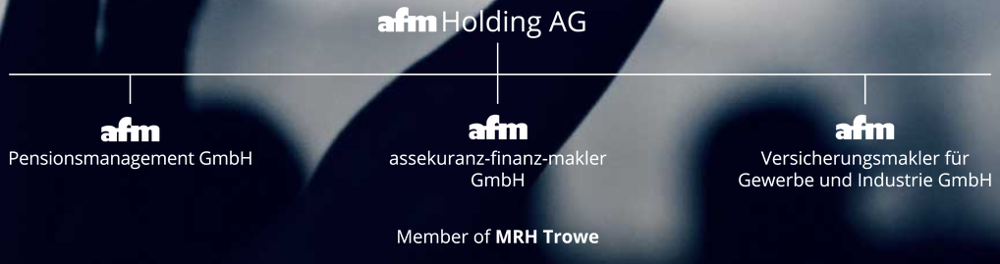 afm Holding AG
afm
Pensionsmanagement GmbH
afm
assekuranz-finanz-makler
GmbH
afm
Versicherungsmakler für
Gewerbe und Industrie GmbH
Member of MRH Trowe